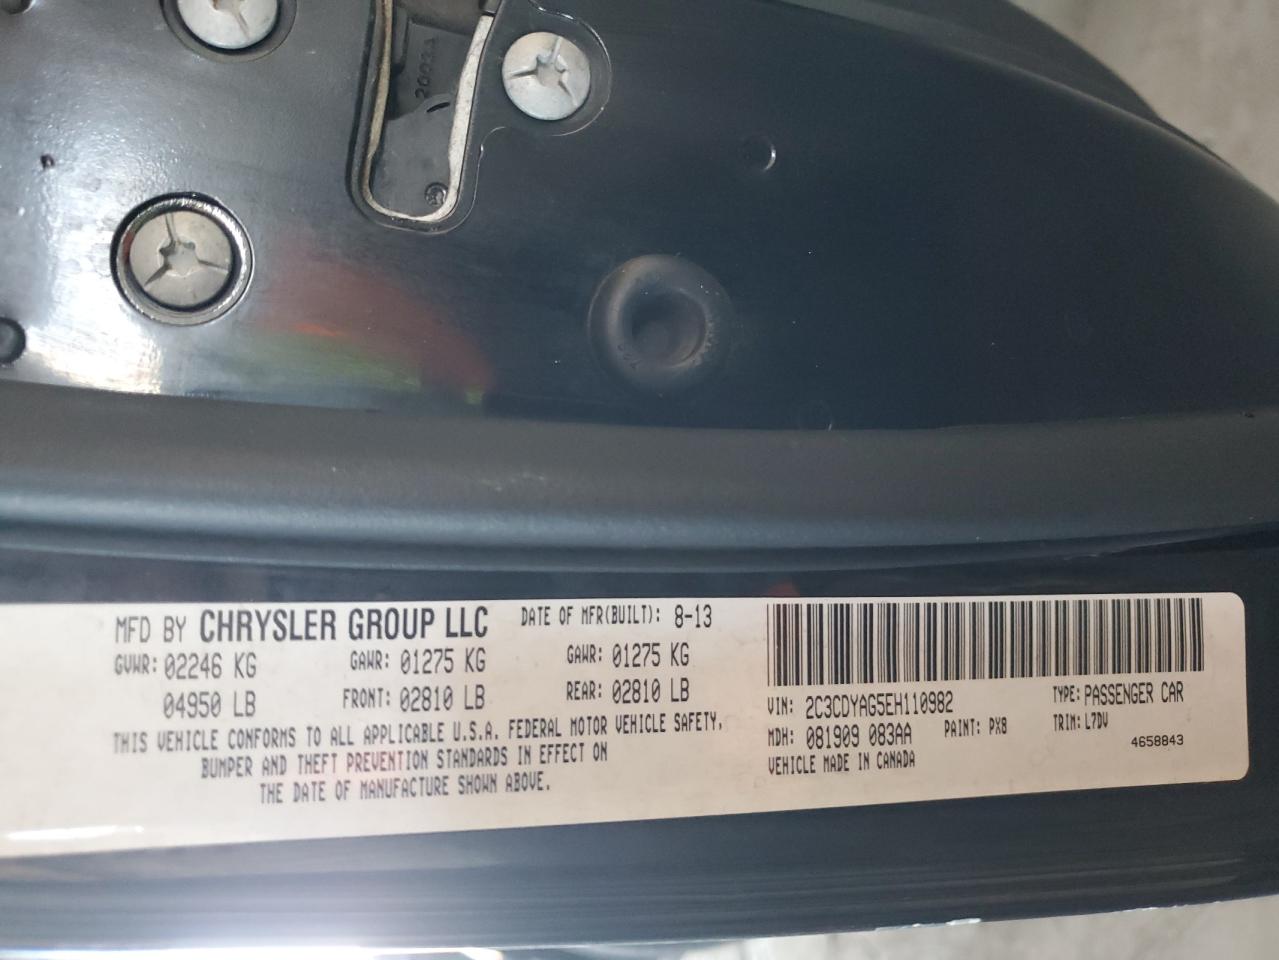 2003A
MFD BY CHRYSLER GROUP LLC DATE OF MFR(BUILT): 8-13
GVWR: 02246 KG GAWR: 01275 KG GAWR: 01275 KG
04950 LB FRONT: 02810 LB REAR: 02810 LB
THIS VEHICLE CONFORMS TO ALL APPLICABLE U.S.A. FEDERAL MOTOR VEHICLE SAFETY,
BUMPER AND THEFT PREVENTION STANDARDS IN EFFECT ON
THE DATE OF MANUFACTURE SHOWN ABOVE.
VIN: 2C3CDYAG5EH110982 TYPE: PASSENGER CAR
MDH: 081909 083AA PAINT: PX8 TRIM: L7DV
VEHICLE MADE IN CANADA 4658843